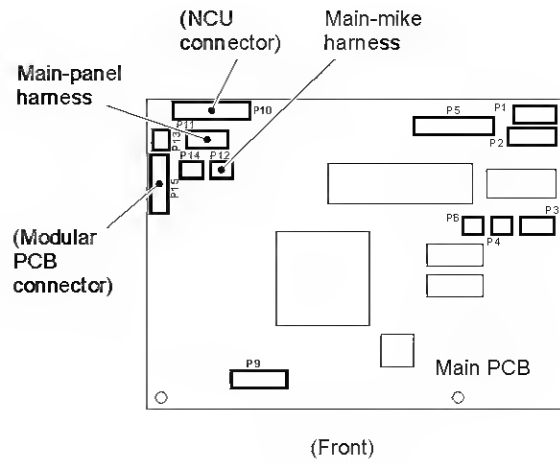 (NCU
connector)
Main-mike
harness
Main-panel
harness
P10
P11
P13
P14
P12
P15
P5
P1
P2
P6
P4
P3
(Modular
PCB
connector)
P9
Main PCB
(Front)